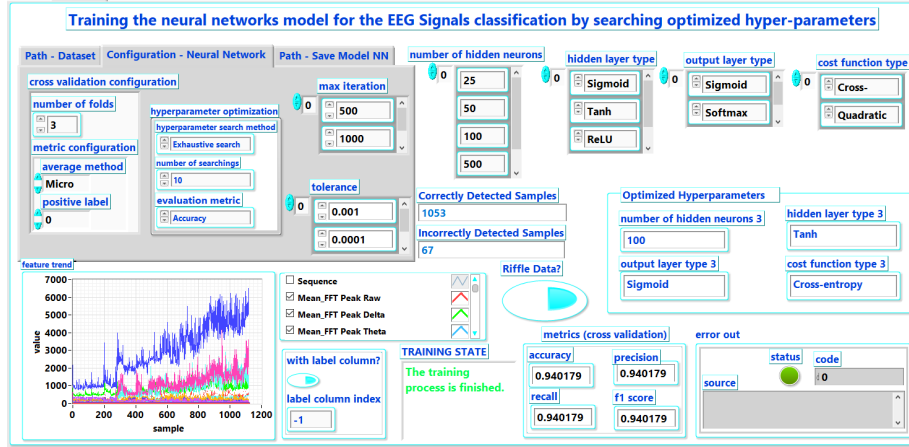 Training the neural networks model for the EEG Signals classification by searching optimized hyper-parameters
Path - Dataset
Configuration - Neural Network
Path - Save Model NN
cross validation configuration
number of folds
3
metric configuration
average method
Micro
positive label
0
hyperparameter optimization
hyperparameter search method
Exhaustive search
number of searchings
10
evaluation metric
Accuracy
max iteration
0
500
1000
tolerance
0
0.001
0.0001
number of hidden neurons
0
25
50
100
500
hidden layer type
0
Sigmoid
Tanh
ReLU
output layer type
0
Sigmoid
Softmax
cost function type
0
Cross-
Quadratic
Correctly Detected Samples
1053
Incorrectly Detected Samples
67
Optimized Hyperparameters
number of hidden neurons 3
100
hidden layer type 3
Tanh
output layer type 3
Sigmoid
cost function type 3
Cross-entropy
feature trend
7000
6000
5000
4000
3000
2000
1000
0
value
0 200 400 600 800 1000 1200
sample
Sequence
Mean_FFT Peak Raw
Mean_FFT Peak Delta
Mean_FFT Peak Theta
Riffle Data?
with label column?
label column index
-1
TRAINING STATE
The training
process is finished.
metrics (cross validation)
accuracy
0.940179
precision
0.940179
recall
0.940179
f1 score
0.940179
error out
status
code
0
source